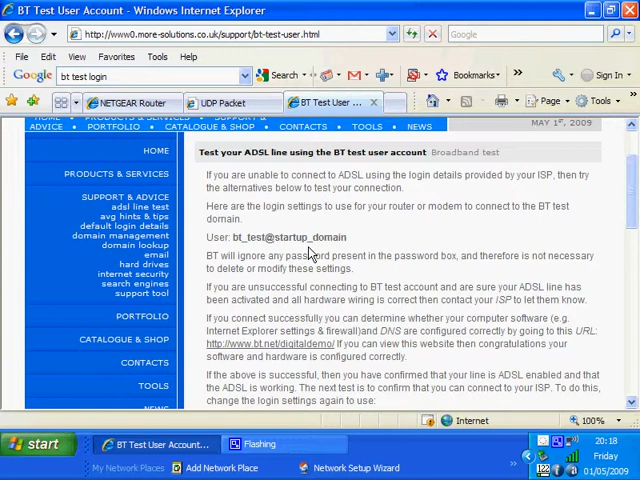 BT Test User Account - Windows Internet Explorer
http://www0.more-solutions.co.uk/support/bt-test-user.html
Google
File Edit View Favorites Tools Help
Google bt test login Search Bookmarks Sign In
NETGEAR Router UDP Packet BT Test User ... Page Tools
HOME PRODUCTS & SERVICES SUPPORT &
ADVICE PORTFOLIO CATALOGUE & SHOP CONTACTS TOOLS NEWS
MAY 1ST, 2009
HOME
PRODUCTS & SERVICES
SUPPORT & ADVICE
adsl line test
avg hints & tips
default login details
domain management
domain lookup
email
hard drives
internet security
search engines
support tool
PORTFOLIO
CATALOGUE & SHOP
CONTACTS
TOOLS
NEWS
Test your ADSL line using the BT test user account Broadband test
If you are unable to connect to ADSL using the login details provided by your ISP, then try
the alternatives below to test your connection.
Here are the login settings to use for your router or modem to connect to the BT test
domain.
User: bt_test@startup_domain
BT will ignore any password present in the password box, and therefore is not necessary
to delete or modify these settings.
If you are unsuccessful connecting to BT test account and are sure your ADSL line has
been activated and all hardware wiring is correct then contact your ISP to let them know.
If you connect successfully you can determine whether your computer software (e.g.
Internet Explorer settings & firewall)and DNS are configured correctly by going to this URL:
http://www.bt.net/digitaldemo/ If you can view this website then congratulations your
software and hardware is configured correctly.
If the above is successful, then you have confirmed that your line is ADSL enabled and that
the ADSL is working. The next test is to confirm that you can connect to your ISP. To do this,
change the login settings again to use:
Internet 100%
start BT Test User Account... Flashing
My Network Places Add Network Place Network Setup Wizard
122
20:18
Friday
01/05/2009